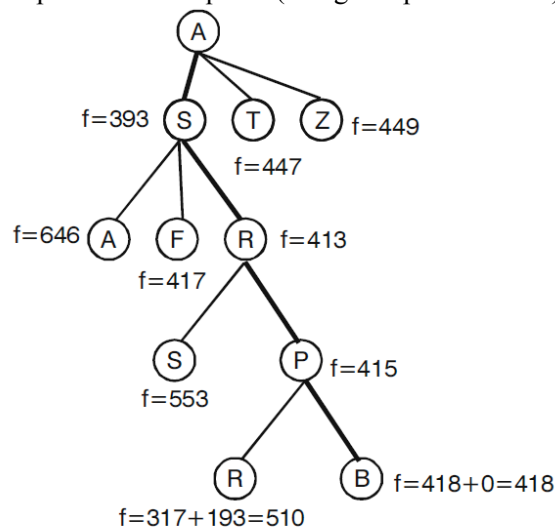 A
f=393 S T Z f=449
f=447
f=646 A F R f=413
f=417
S P f=415
f=553
R B f=418+0=418
f=317+193=510